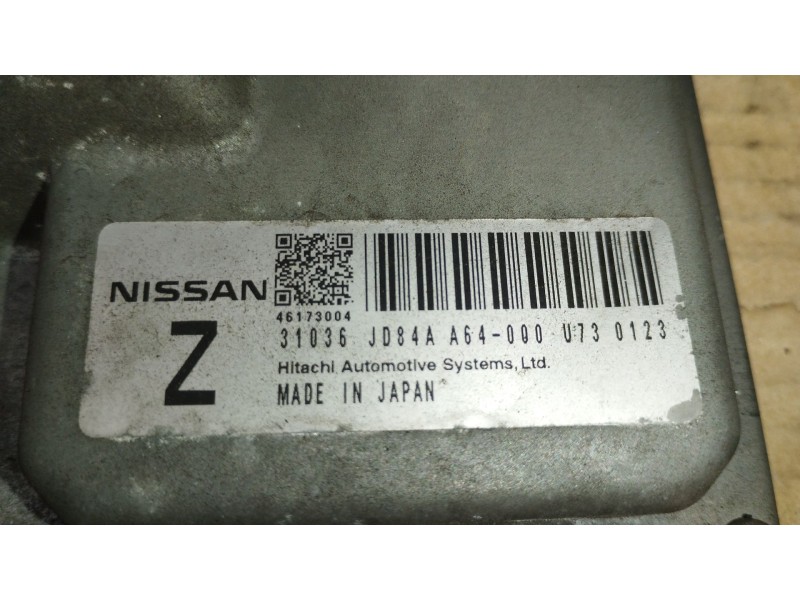 NISSAN
Z
46173004
31036 JD84A A64-000 U73 0123
Hitachi Automotive Systems, Ltd.
MADE IN JAPAN